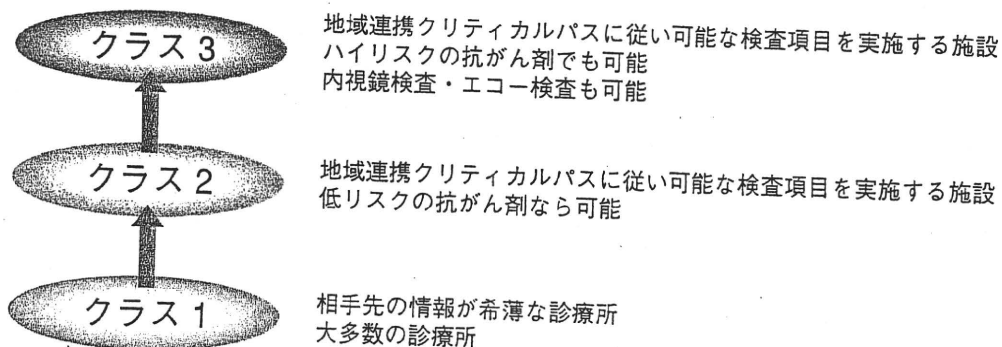 クラス 3
地域連携クリティカルパスに従い可能な検査項目を実施する施設
ハイリスクの抗がん剤でも可能
内視鏡検査・エコー検査も可能
クラス 2
地域連携クリティカルパスに従い可能な検査項目を実施する施設
低リスクの抗がん剤なら可能
クラス 1
相手先の情報が希薄な診療所
大多数の診療所